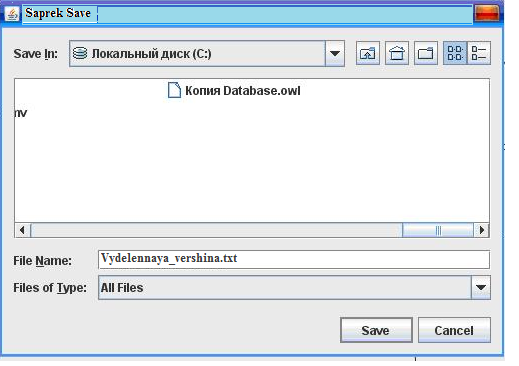 Saprek Save
Save In: Локальный диск (C:)
Копия Database.owl
mv
File Name: Vydelennaya_vershina.txt
Files of Type: All Files
Save Cancel